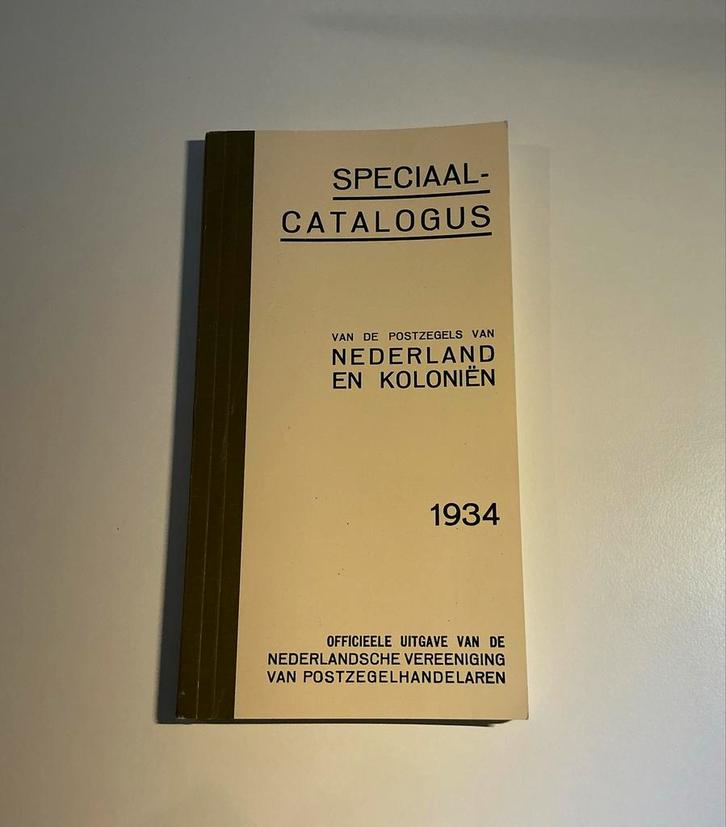 SPECIAAL-
CATALOGUS
VAN DE POSTZEGELS VAN
NEDERLAND
EN KOLONIËN
1934
OFFICIEELE UITGAVE VAN DE
NEDERLANDSCHE VEREENIGING
VAN POSTZEGELHANDELAREN